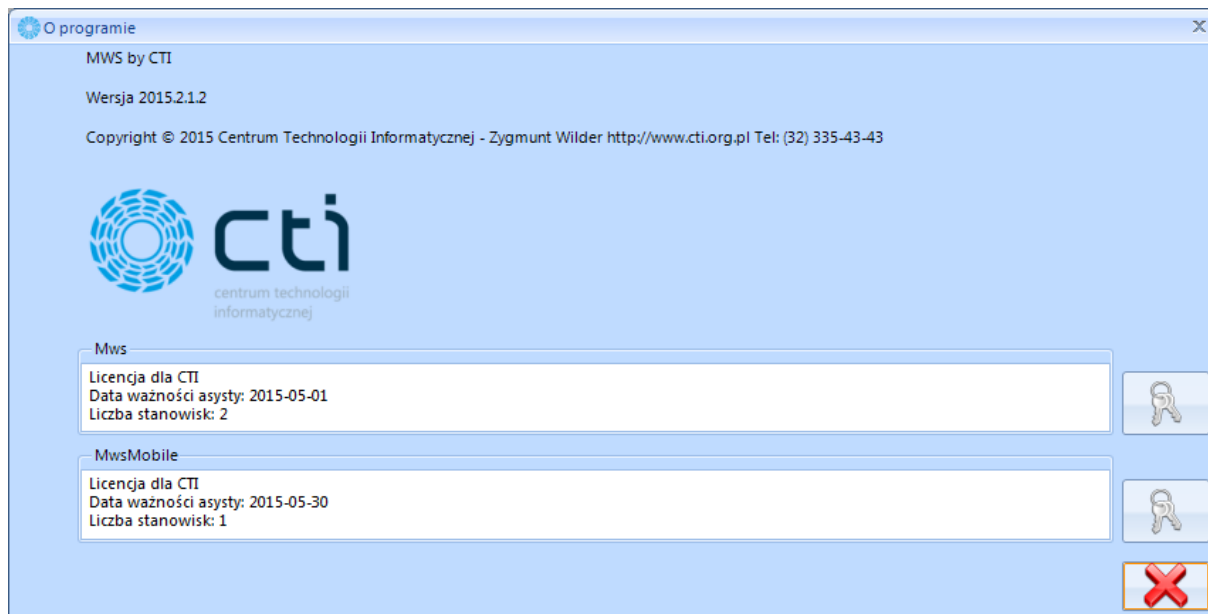 O programie
MWS by CTI
Wersja 2015.2.1.2
Copyright © 2015 Centrum Technologii Informatycznej - Zygmunt Wilder http://www.cti.org.pl Tel: (32) 335-43-43
cti
centrum technologii
informatycznej
Mws
Licencja dla CTI
Data ważności asysty: 2015-05-01
Liczba stanowisk: 2
MwsMobile
Licencja dla CTI
Data ważności asysty: 2015-05-30
Liczba stanowisk: 1